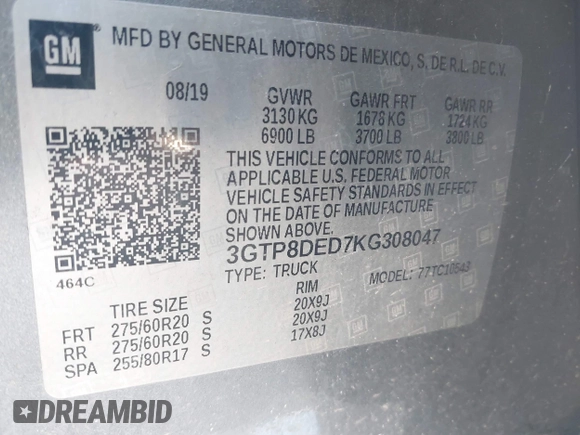 GM
MFD BY GENERAL MOTORS DE MEXICO, S. DE R.L. DE C.V.
08/19 GVWR GAWR FRT GAWR RR
3130 KG 1678 KG 1724 KG
6900 LB 3700 LB 3800 LB
THIS VEHICLE CONFORMS TO ALL
APPLICABLE U.S. FEDERAL MOTOR
VEHICLE SAFETY STANDARDS IN EFFECT
ON THE DATE OF MANUFACTURE
SHOWN ABOVE.
3GTP8DED7KG308047
464C TYPE: TRUCK MODEL: 77TC10543
TIRE SIZE RIM
FRT 275/60R20 S 20X9J
RR 275/60R20 S 20X9J
SPA 255/80R17 S 17X8J
DREAMBID